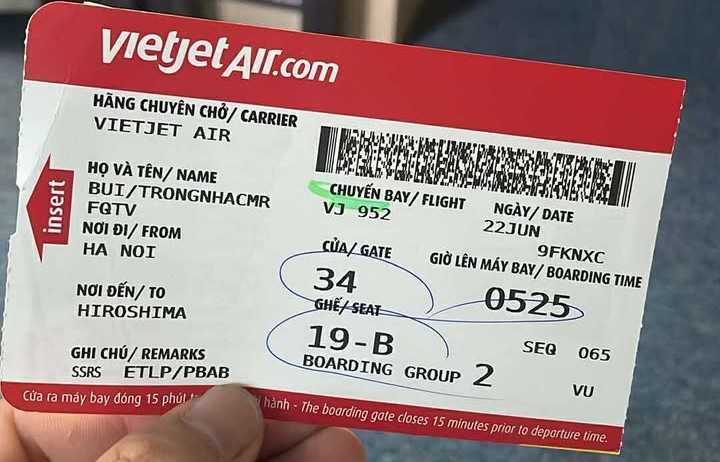 vietjet Air.com
HÃNG CHUYÊN CHỞ/ CARRIER
VIETJET AIR
HỌ VÀ TÊN/ NAME
BUI/TRONGNHACMR
FQTV
NƠI ĐI/ FROM
HA NOI
NƠI ĐẾN/ TO
HIROSHIMA
GHI CHÚ/ REMARKS
SSRS ETLP/PBAB
insert
CHUYẾN BAY/ FLIGHT
VJ 952
NGÀY/ DATE
22JUN
9FKNXC
CỬA/ GATE
34
GIỜ LÊN MÁY BAY/ BOARDING TIME
0525
GHẾ/ SEAT
19-B
BOARDING GROUP 2
SEQ 065
VU
Cửa ra máy bay đóng 15 phút hành - The boarding gate closes 15 minutes prior to departure time.